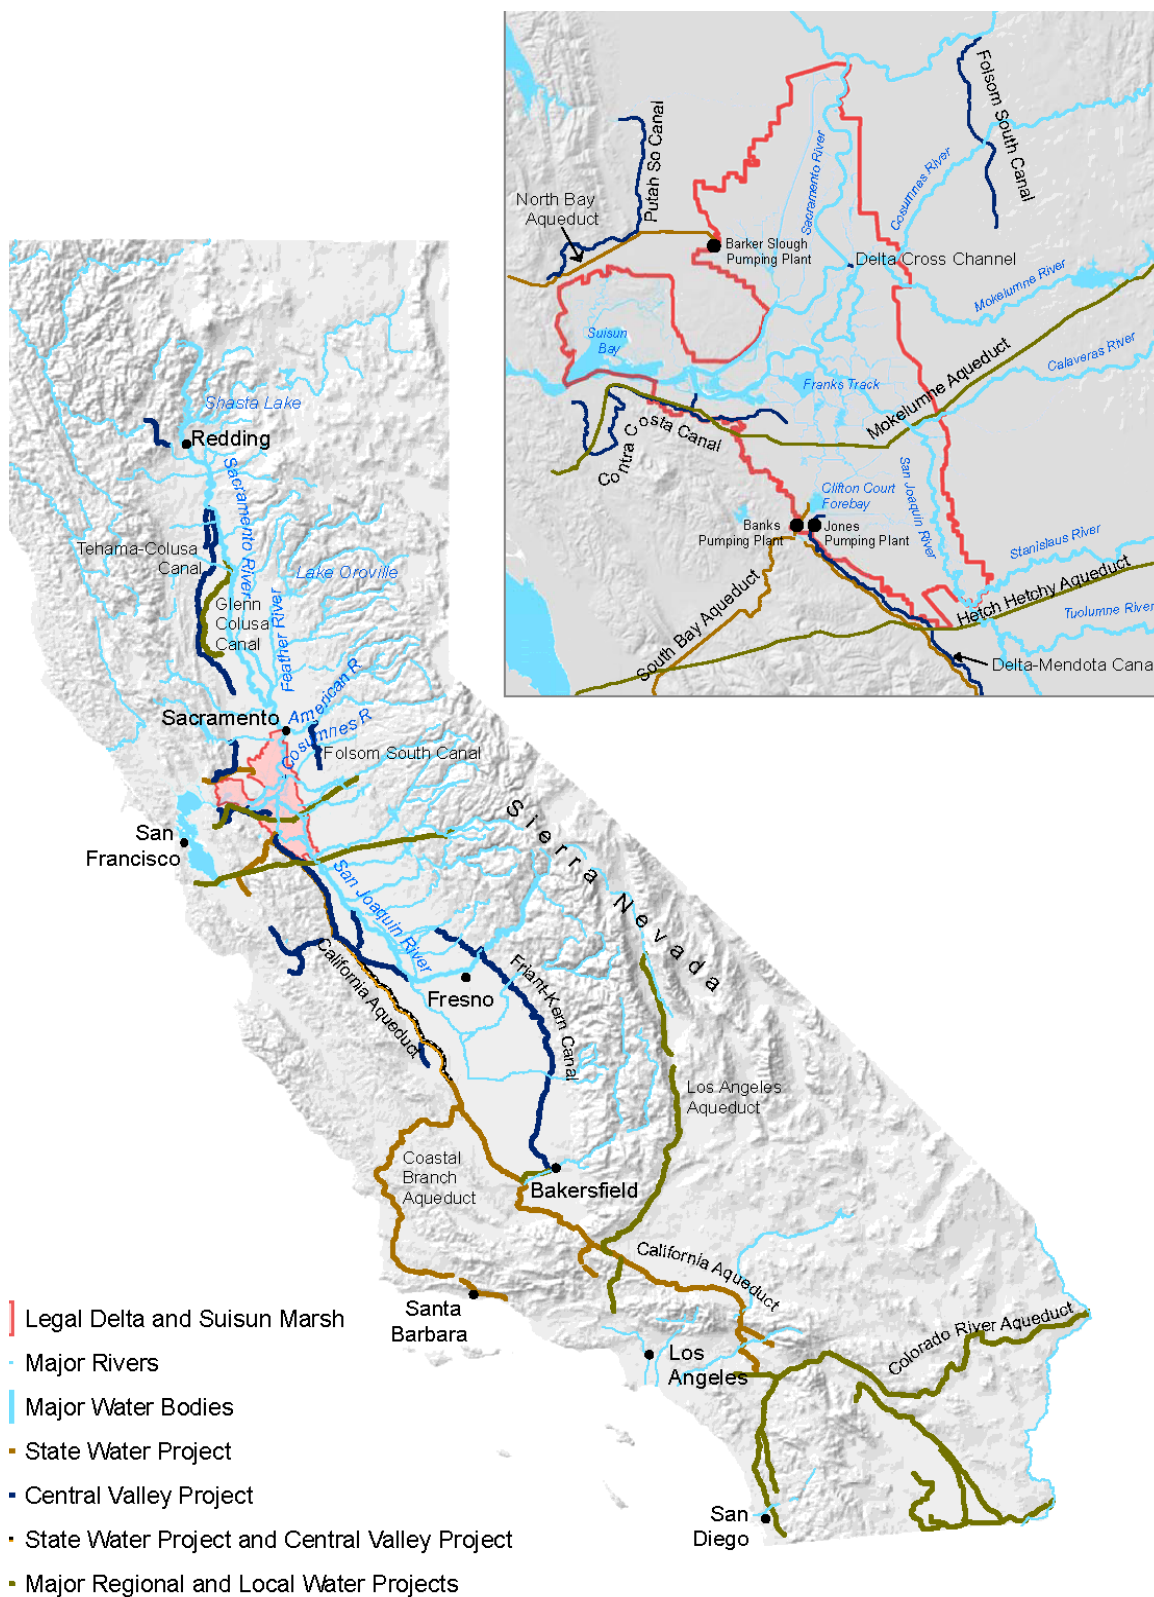 Putah So Canal
Folsom South Canal
Sacramento River
Cosumnes River
North Bay
Aqueduct
Barker Slough
Pumping Plant
Delta Cross Channel
Mokelumne River
Suisun
Bay
Calaveras River
Mokelumne Aqueduct
Franks Track
Contra Costa Canal
San Joaquin River
Clifton Court
Forebay
Banks
Pumping Plant
Jones
Pumping Plant
Stanislaus River
Hetch Hetchy Aqueduct
Tuolumne River
South Bay Aqueduct
Delta-Mendota Cana
Shasta Lake
Redding
Sacramento River
Tehama-Colusa
Canal
Lake Oroville
Glenn
Colusa
Canal
Feather River
American R
Sacramento
Cosumnes R
Folsom South Canal
San
Francisco
Sierra Nevada
San Joaquin River
California Aqueduct
Fresno
Friant-Kern Canal
Los Angeles
Aqueduct
Coastal
Branch
Aqueduct
Bakersfield
California Aqueduct
Santa
Barbara
Los
Angeles
Colorado River Aqueduct
San
Diego
Legal Delta and Suisun Marsh
Major Rivers
Major Water Bodies
State Water Project
Central Valley Project
State Water Project and Central Valley Project
Major Regional and Local Water Projects